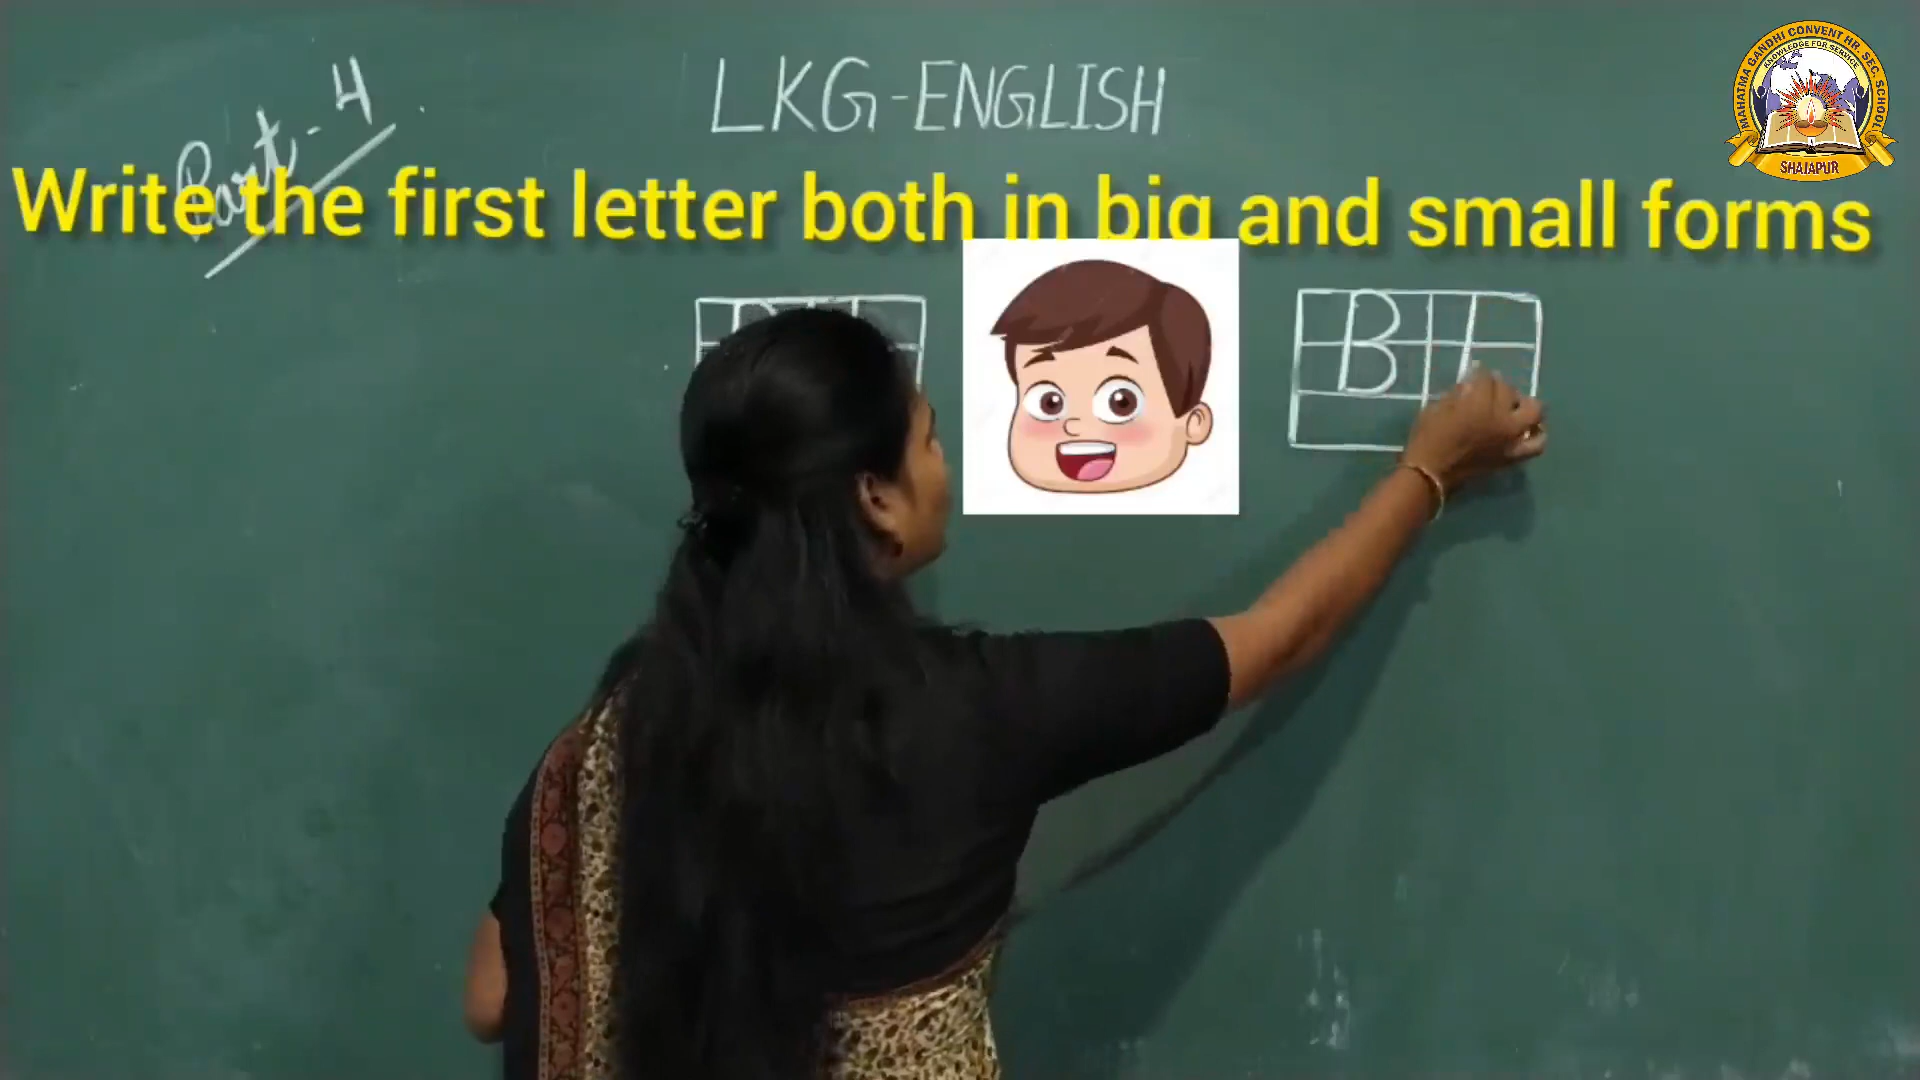 LKG-ENGLISH
Part-4
Write the first letter both in big and small forms
B
MAHATMA GANDHI CONVENT HR. SEC. SCHOOL
KNOWLEDGE FOR SERVICE
SHAJAPUR